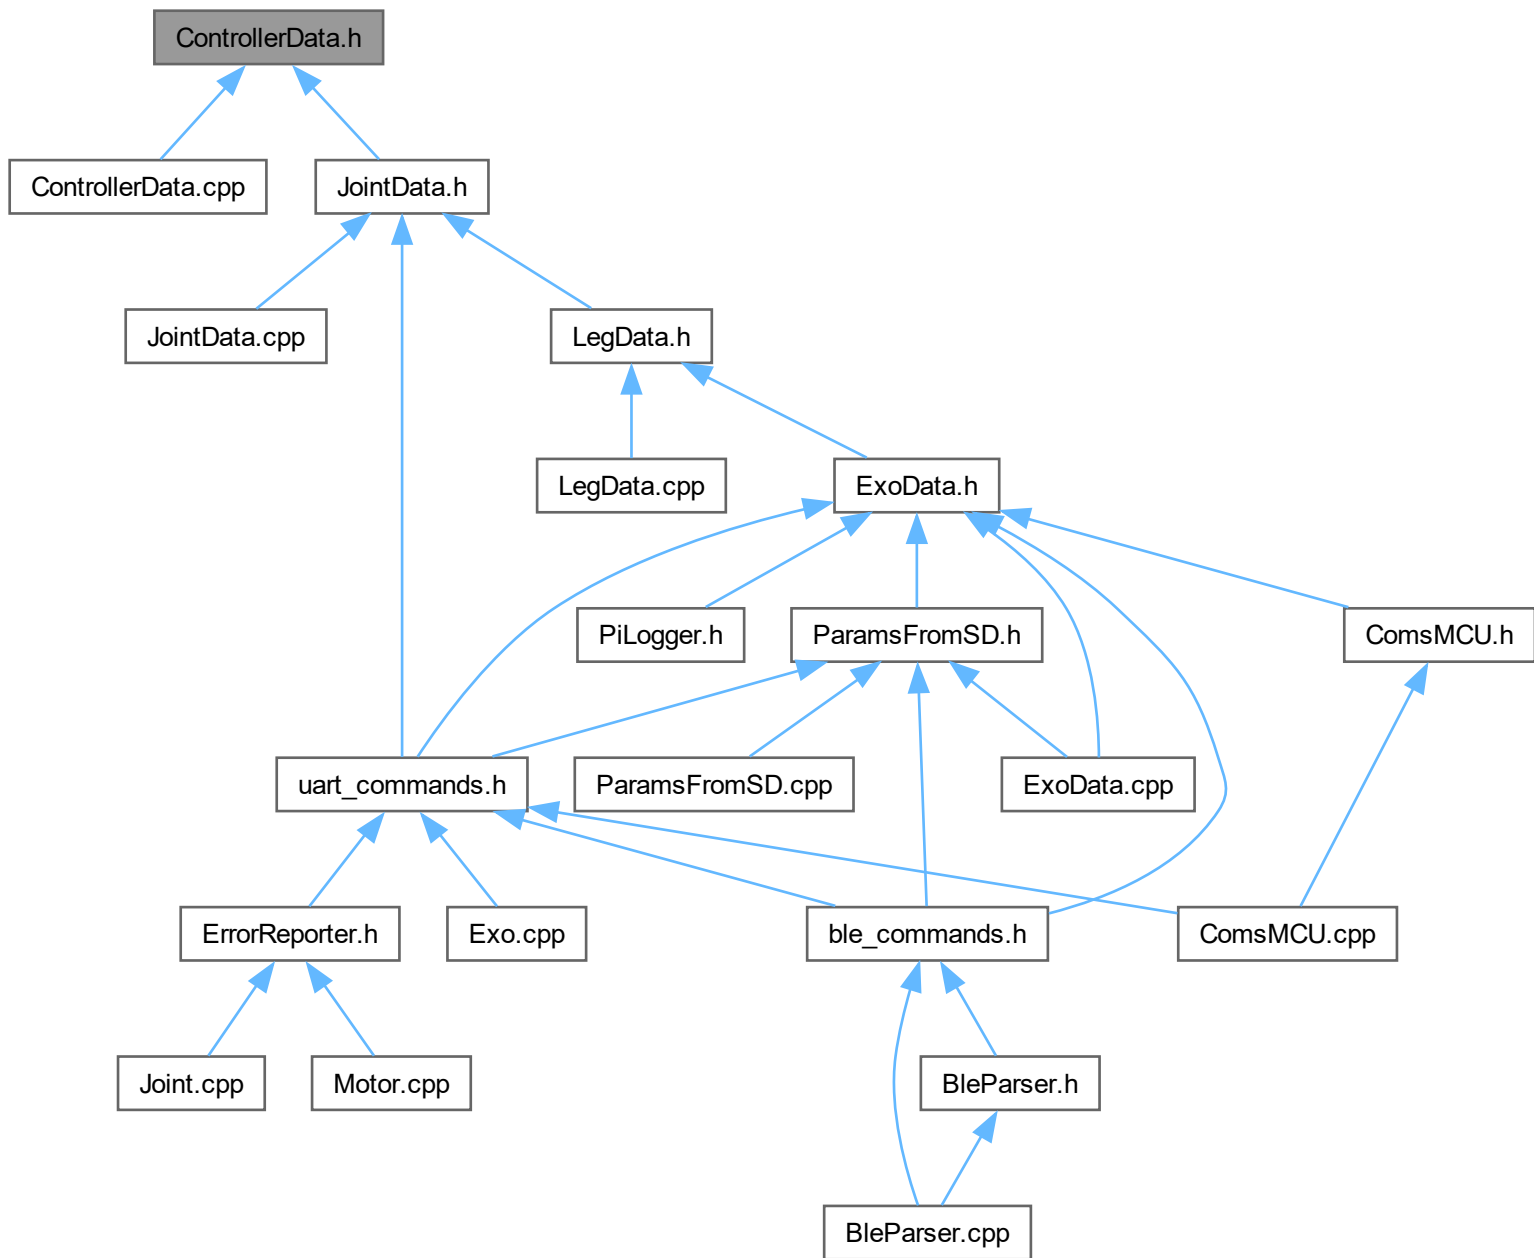 ControllerData.h
ControllerData.cpp
JointData.h
JointData.cpp
LegData.h
LegData.cpp
ExoData.h
PiLogger.h
ParamsFromSD.h
ComsMCU.h
uart_commands.h
ParamsFromSD.cpp
ExoData.cpp
ErrorReporter.h
Exo.cpp
ble_commands.h
ComsMCU.cpp
Joint.cpp
Motor.cpp
BleParser.h
BleParser.cpp